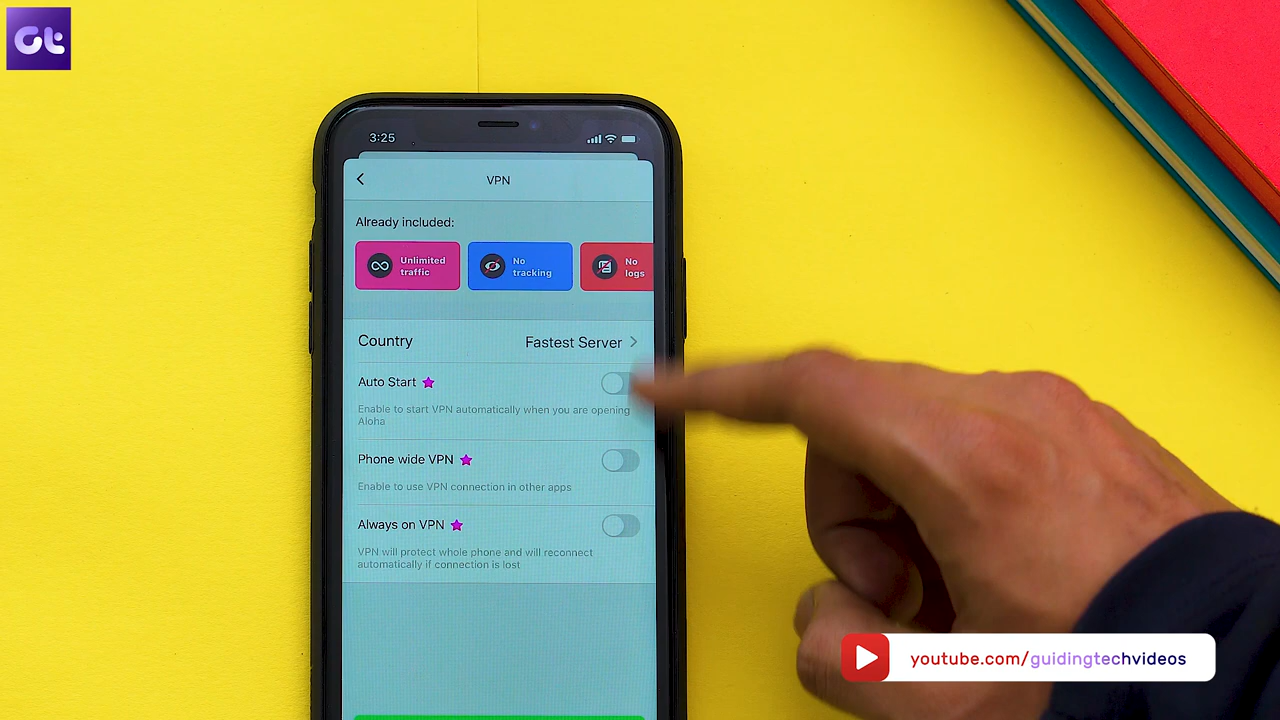 Gt
3:25
VPN
Already included:
Unlimited
traffic
No
tracking
No
logs
Country
Fastest Server
Auto Start
Enable to start VPN automatically when you are opening
Aloha
Phone wide VPN
Enable to use VPN connection in other apps
Always on VPN
VPN will protect whole phone and will reconnect
automatically if connection is lost
youtube.com/guidingtechvideos